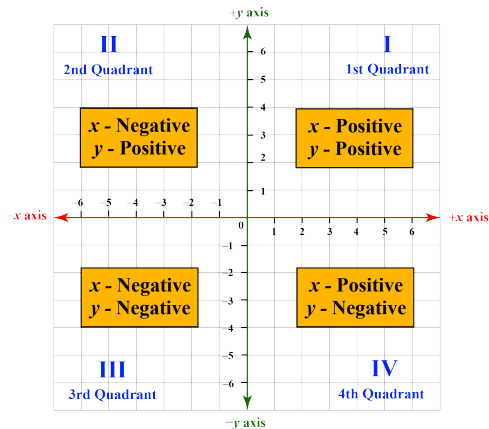 +y axis
II
I
2nd Quadrant
1st Quadrant
6
5
4
3
2
1
x - Negative
y - Positive
x - Positive
y - Positive
–x axis
–6 –5 –4 –3 –2 –1
0
1 2 3 4 5 6
+x axis
–1
–2
–3
–4
–5
–6
x - Negative
y - Negative
x - Positive
y - Negative
III
IV
3rd Quadrant
4th Quadrant
–y axis